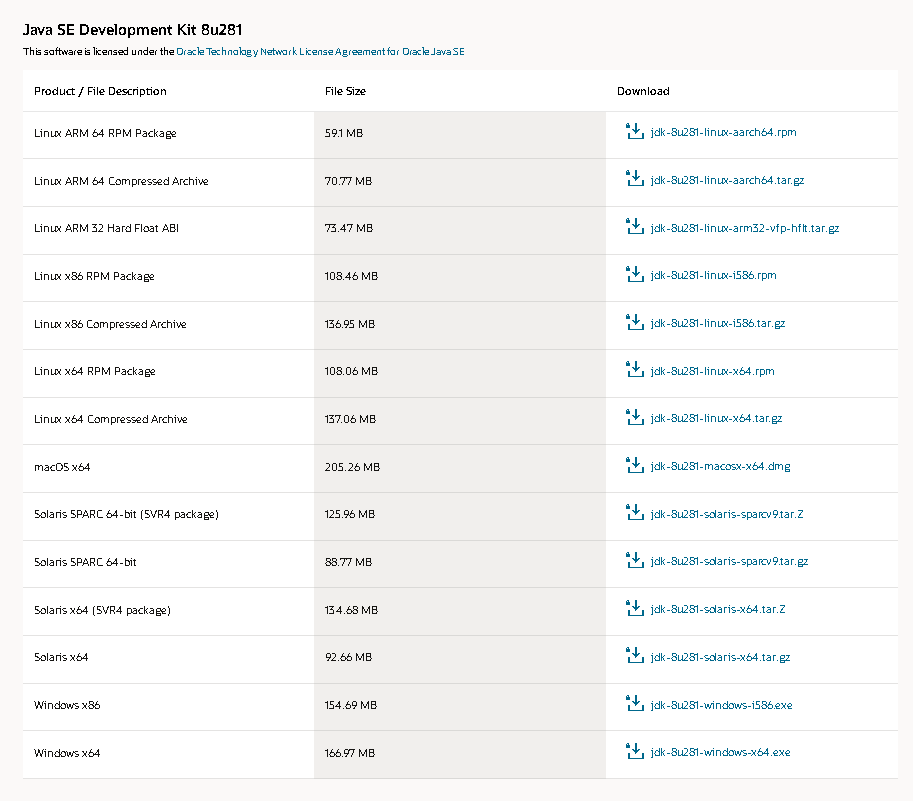 Java SE Development Kit 8u281
This software is licensed under the Oracle Technology Network License Agreement for Oracle Java SE
Product / File Description File Size Download
Linux ARM 64 RPM Package 59.1 MB jdk-8u281-linux-aarch64.rpm
Linux ARM 64 Compressed Archive 70.77 MB jdk-8u281-linux-aarch64.tar.gz
Linux ARM 32 Hard Float ABI 73.47 MB jdk-8u281-linux-arm32-vfp-hflt.tar.gz
Linux x86 RPM Package 108.46 MB jdk-8u281-linux-i586.rpm
Linux x86 Compressed Archive 136.95 MB jdk-8u281-linux-i586.tar.gz
Linux x64 RPM Package 108.06 MB jdk-8u281-linux-x64.rpm
Linux x64 Compressed Archive 137.06 MB jdk-8u281-linux-x64.tar.gz
macOS x64 205.26 MB jdk-8u281-macosx-x64.dmg
Solaris SPARC 64-bit (SVR4 package) 125.96 MB jdk-8u281-solaris-sparcv9.tar.Z
Solaris SPARC 64-bit 88.77 MB jdk-8u281-solaris-sparcv9.tar.gz
Solaris x64 (SVR4 package) 134.68 MB jdk-8u281-solaris-x64.tar.Z
Solaris x64 92.66 MB jdk-8u281-solaris-x64.tar.gz
Windows x86 154.69 MB jdk-8u281-windows-i586.exe
Windows x64 166.97 MB jdk-8u281-windows-x64.exe